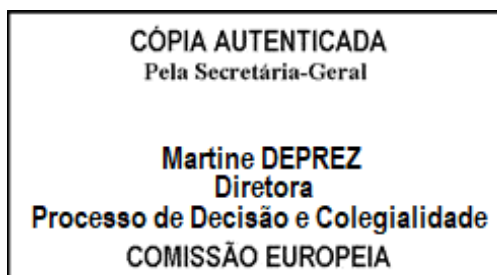 CÓPIA AUTENTICADA
Pela Secretária-Geral
Martine DEPREZ
Diretora
Processo de Decisão e Colegialidade
COMISSÃO EUROPEIA